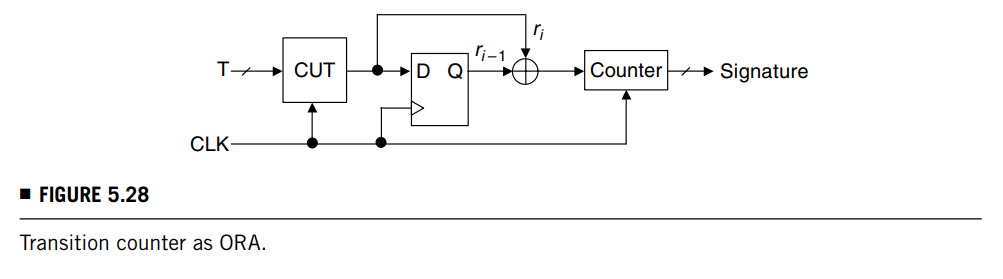 r_i
r_{i-1}
T CUT D Q Counter Signature
CLK
■ FIGURE 5.28
Transition counter as ORA.